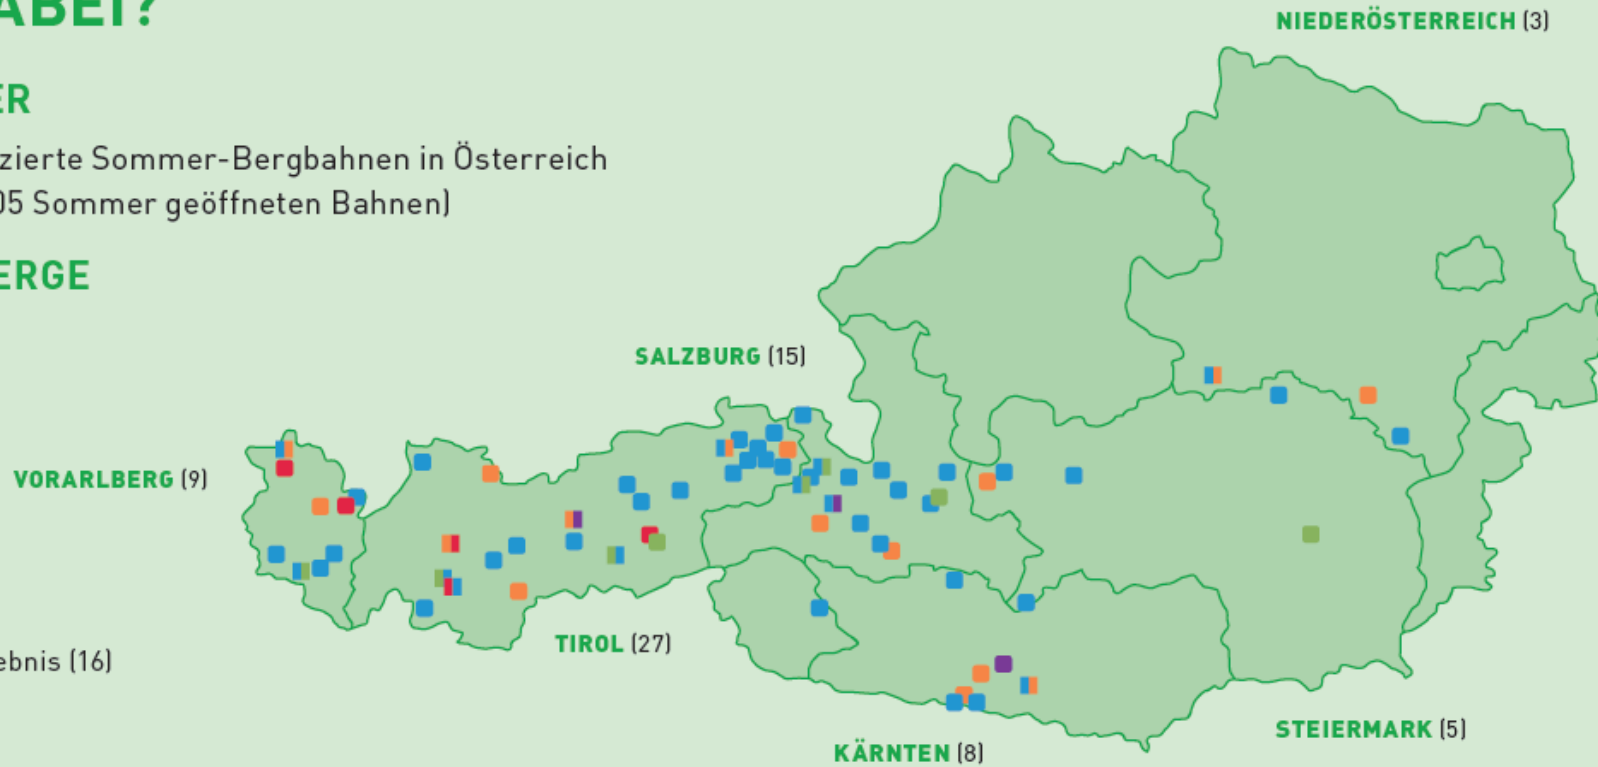 ABEI?
ER
zierte Sommer-Bergbahnen in Österreich
05 Sommer geöffneten Bahnen)
ERGE
ebnis (16)
NIEDERÖSTERREICH (3)
SALZBURG (15)
VORARLBERG (9)
TIROL (27)
KÄRNTEN (8)
STEIERMARK (5)